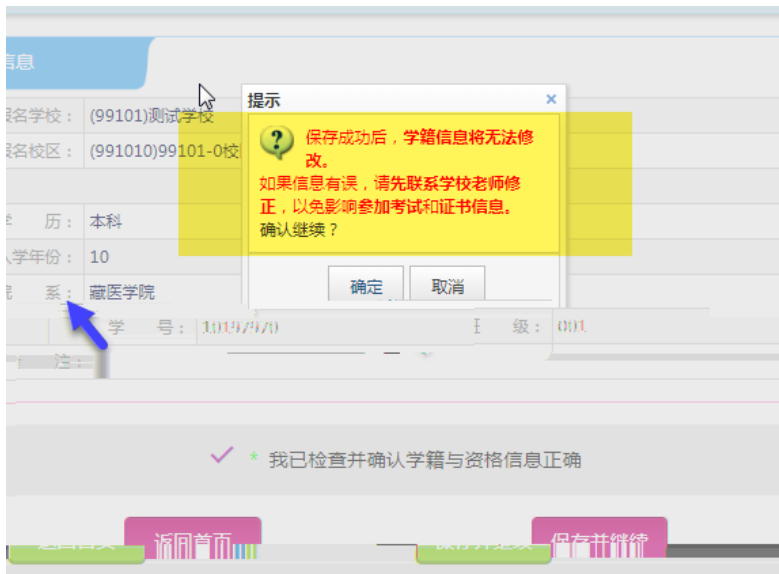 信息
提示
报名学校： (99101)测试学校
保存成功后，学籍信息将无法修
改。
报名校区： (991010)99101-0校
如果信息有误，请先联系学校老师修
正，以免影响参加考试和证书信息。
学 历： 本科
确认继续？
入学年份： 10
确定 取消
院 系： 藏医学院
学 号： 班 级： 001
注：
* 我已检查并确认学籍与资格信息正确
返回首页 保存并继续